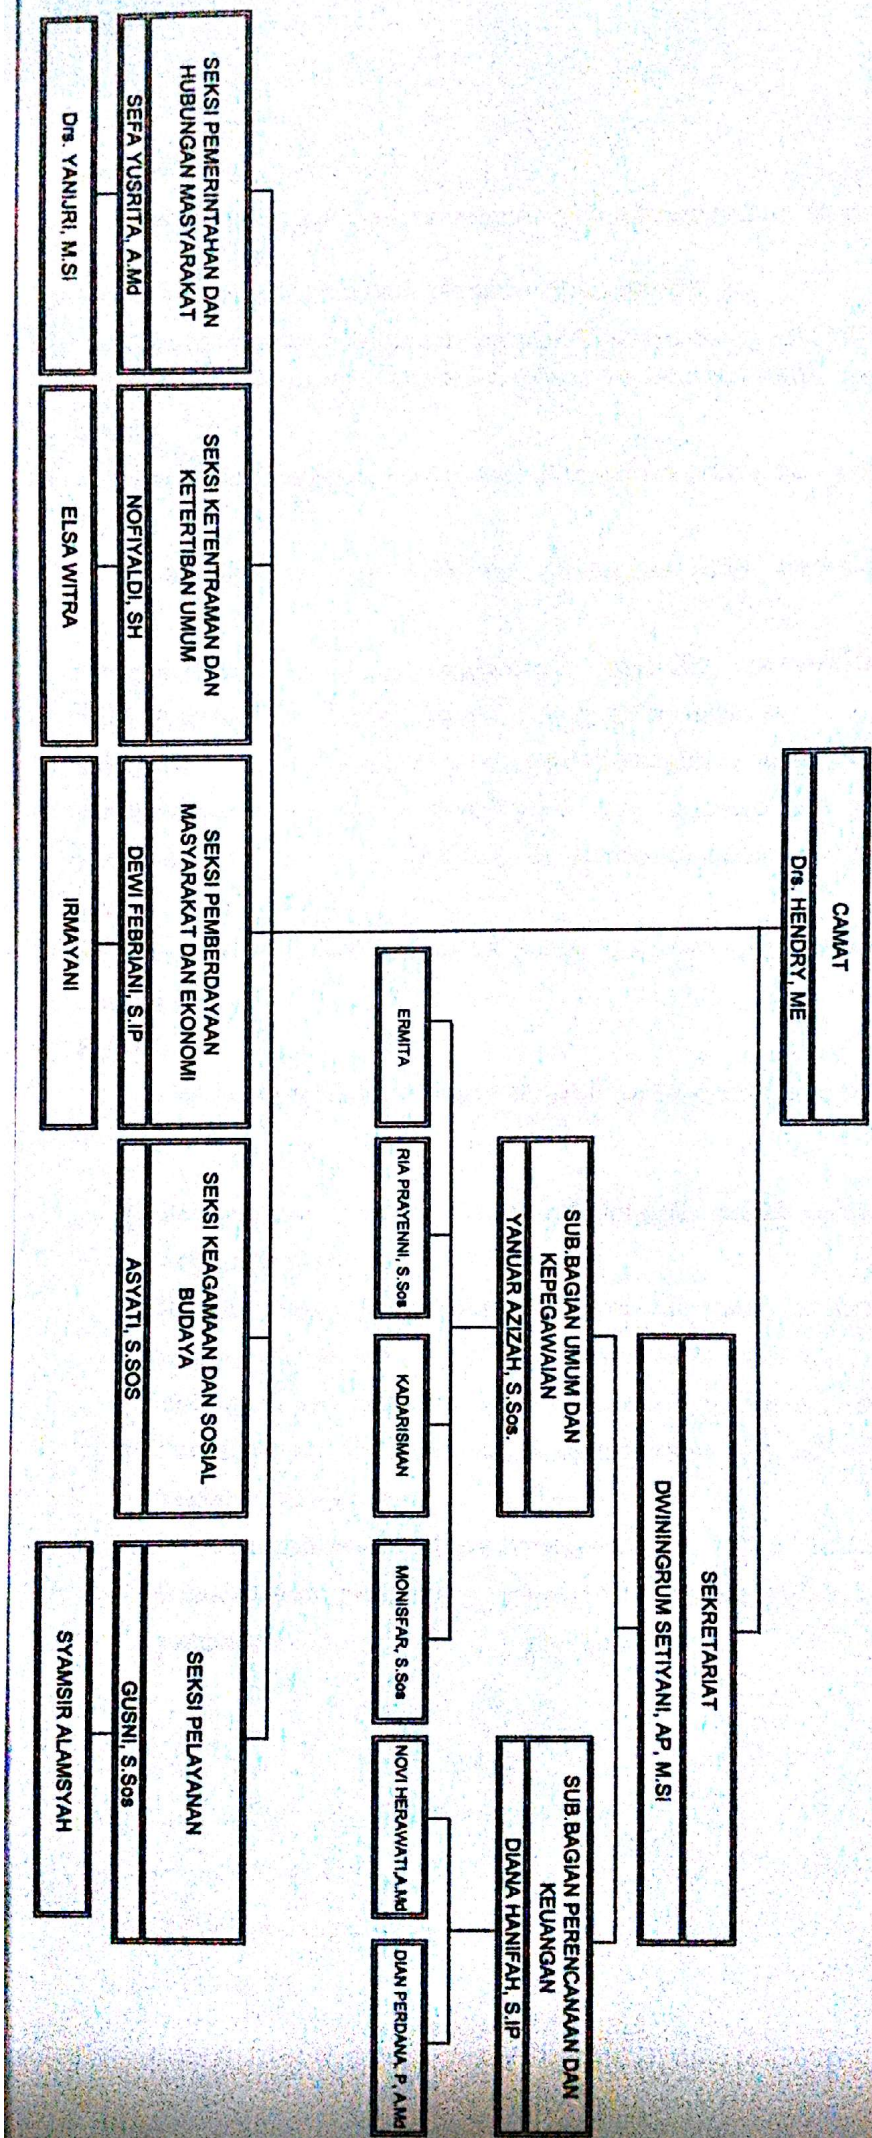 CAMAT
Drs. HENDRY, ME
SEKRETARIAT
DWININGRUM SETIYANI, AP, M.SI
SUB.BAGIAN UMUM DAN
KEPEGAWAIAN
YANUAR AZIZAH, S.Sos.
SUB.BAGIAN PERENCANAAN DAN
KEUANGAN
DIANA HANIFAH, S.IP
ERMITA
RIA PRAYENNI, S.Sos
KADARISMAN
MONISFAR, S.Sos
NOVI HERAWATI,A.Md
DIAN PERDANA. P, A.Md
SEKSI PEMERINTAHAN DAN
HUBUNGAN MASYARAKAT
SEFA YUSRITA, A.Md
Drs. YANIJRI, M.SI
SEKSI KETENTRAMAN DAN
KETERTIBAN UMUM
NOFIYALDI, SH
ELSA WITRA
SEKSI PEMBERDAYAAN
MASYARAKAT DAN EKONOMI
DEWI FEBRIANI, S.IP
IRMAYANI
SEKSI KEAGAMAAN DAN SOSIAL
BUDAYA
ASYATI, S.SOS
SEKSI PELAYANAN
GUSNI, S.Sos
SYAMSIR ALAMSYAH